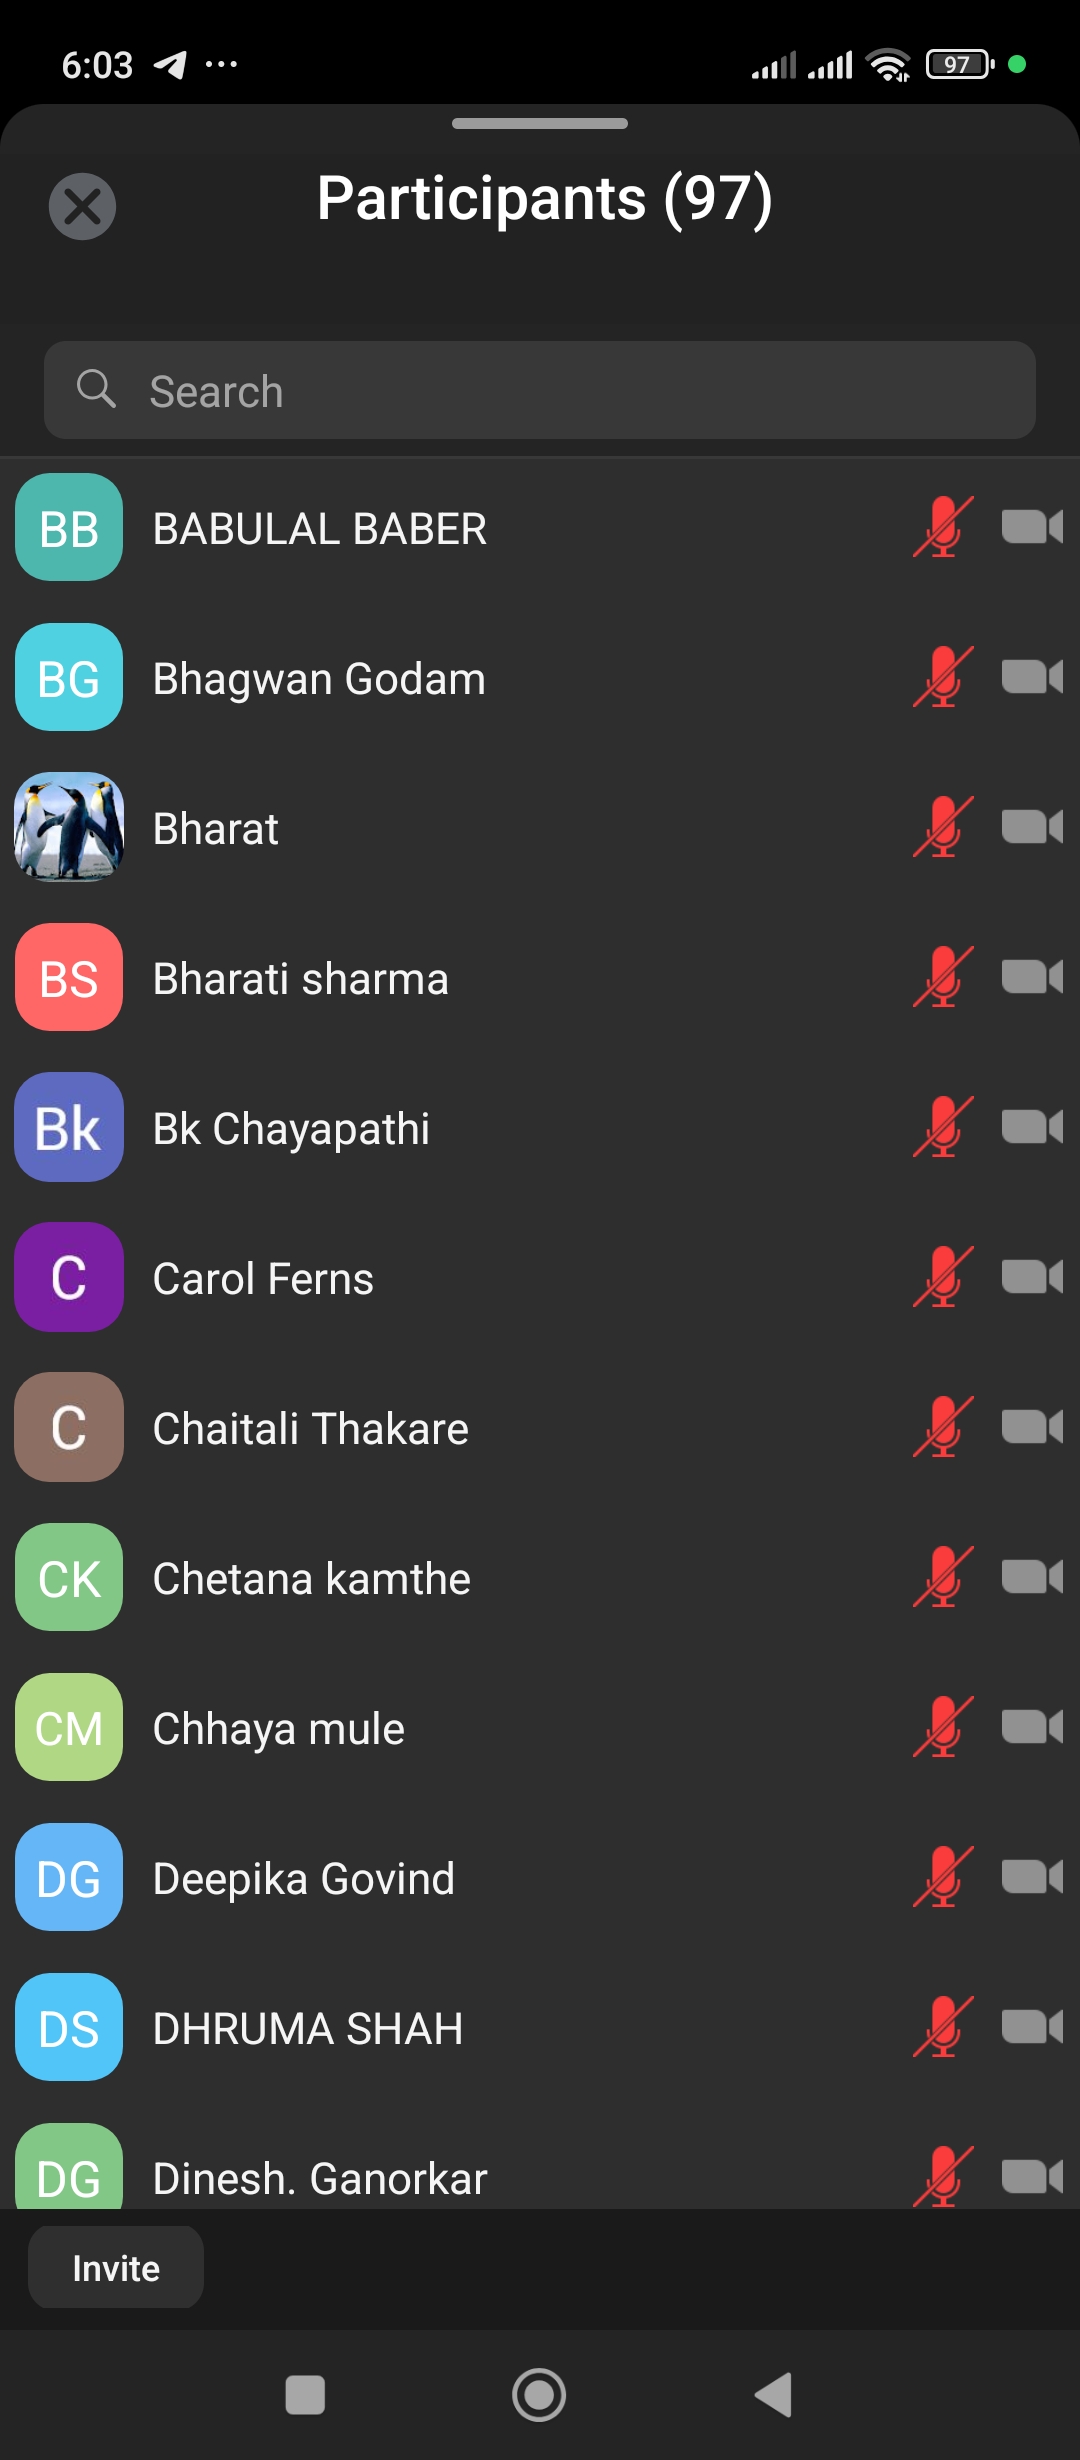 6:03 97
Participants (97)
Search
BB BABULAL BABER
BG Bhagwan Godam
Bharat
BS Bharati sharma
Bk Bk Chayapathi
C Carol Ferns
C Chaitali Thakare
CK Chetana kamthe
CM Chhaya mule
DG Deepika Govind
DS DHRUMA SHAH
DG Dinesh. Ganorkar
Invite